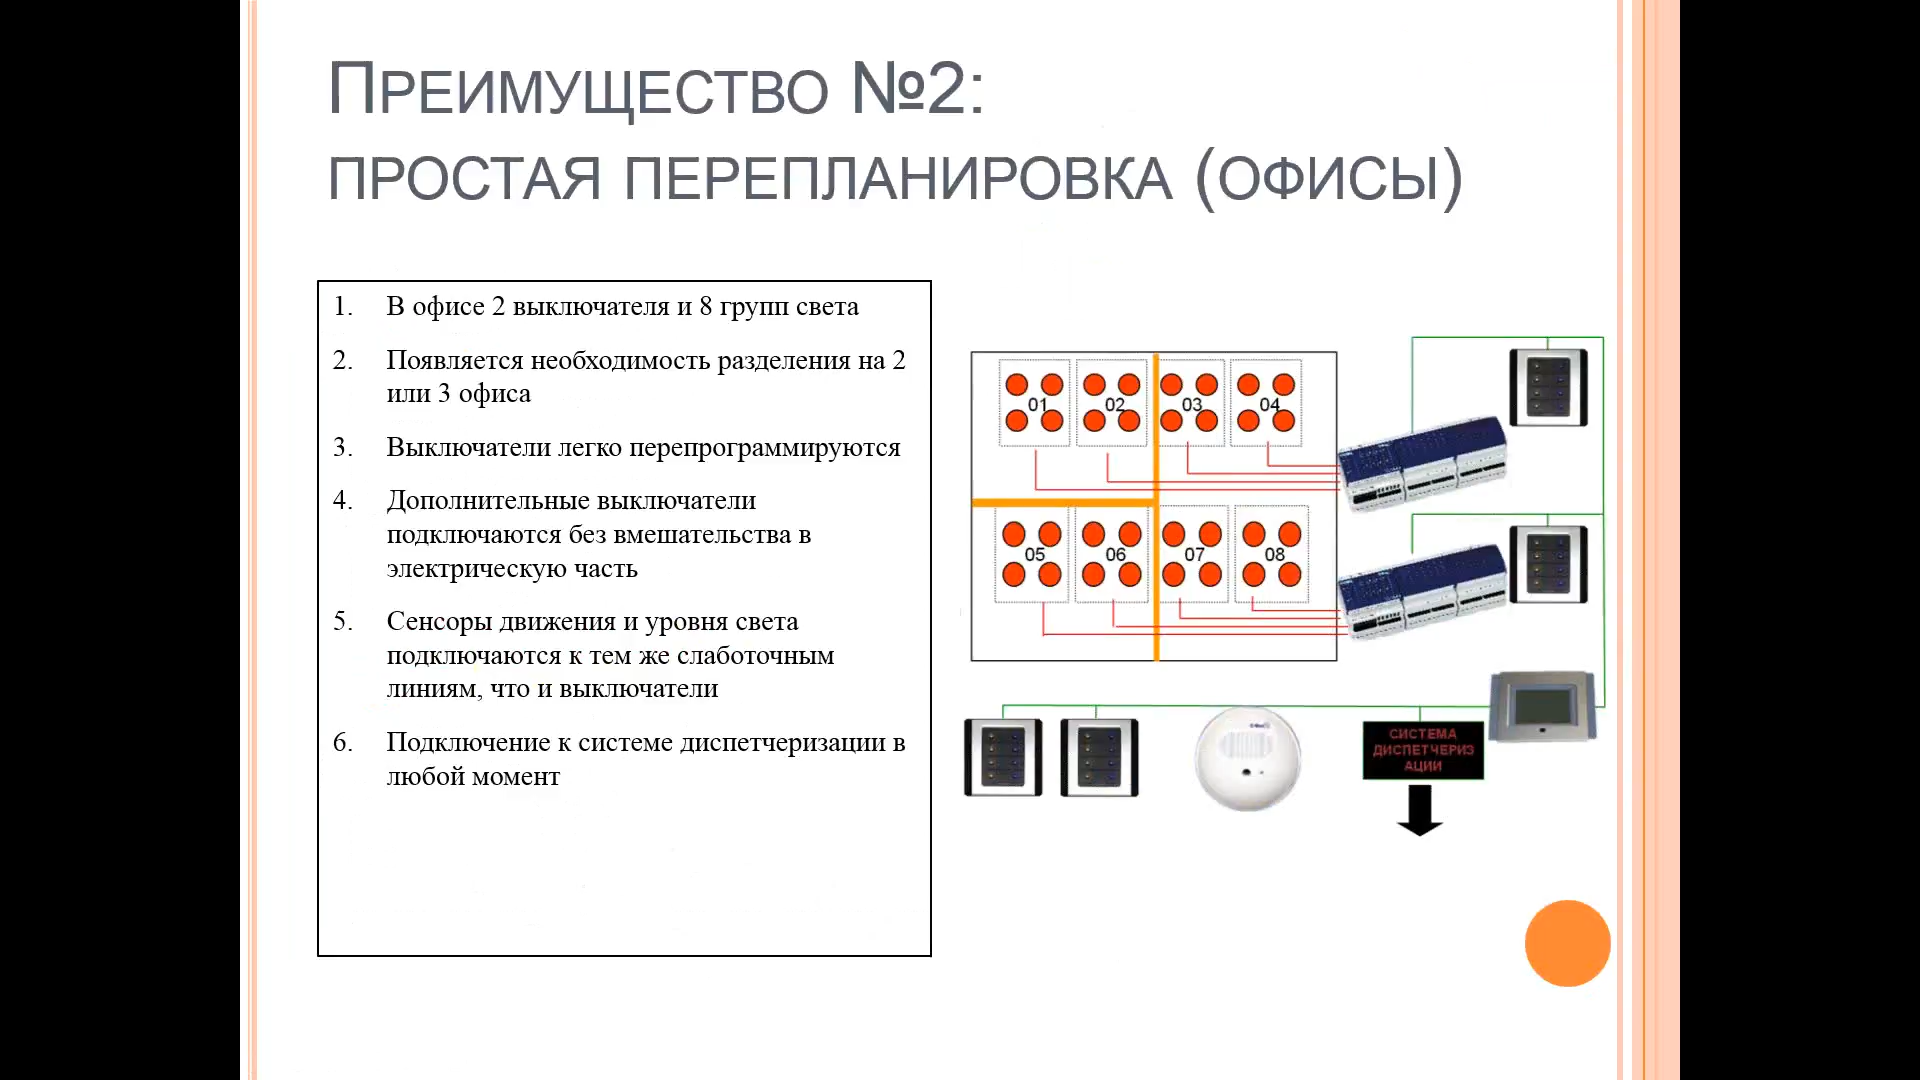 Преимущество №2:
простая перепланировка (офисы)
1. В офисе 2 выключателя и 8 групп света
2. Появляется необходимость разделения на 2
или 3 офиса
3. Выключатели легко перепрограммируются
4. Дополнительные выключатели
подключаются без вмешательства в
электрическую часть
5. Сенсоры движения и уровня света
подключаются к тем же слаботочным
линиям, что и выключатели
6. Подключение к системе диспетчеризации в
любой момент
01 02 03 04
05 06 07 08
СИСТЕМА
ДИСПЕТЧЕРИЗ
АЦИИ